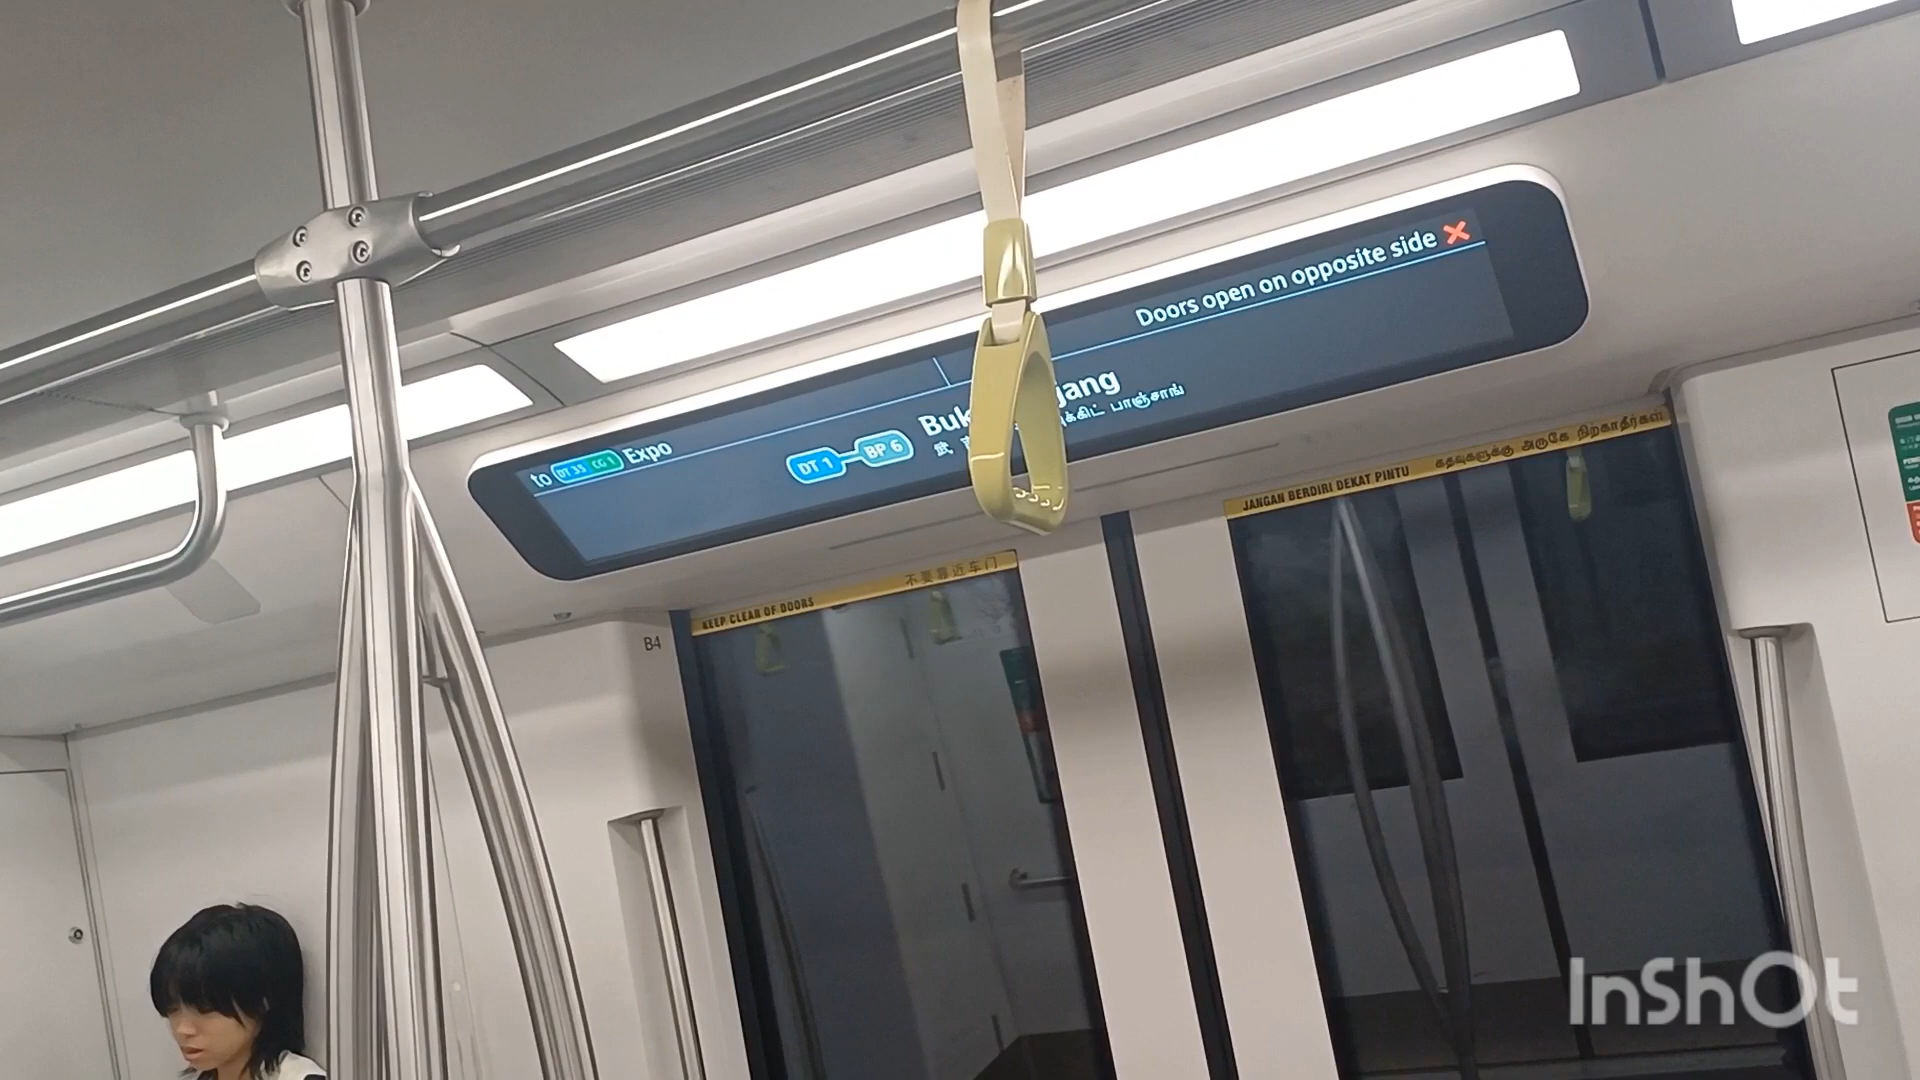 Doors open on opposite side
to DT 35 CG 1 Expo
DT 1 BP 6
பாஞ்சாங்
KEEP CLEAR OF DOORS
不要靠近车门
JANGAN BERDIRI DEKAT PINTU
கதவுகளுக்கு அருகே நிற்காதீர்கள்
B4
InShOt